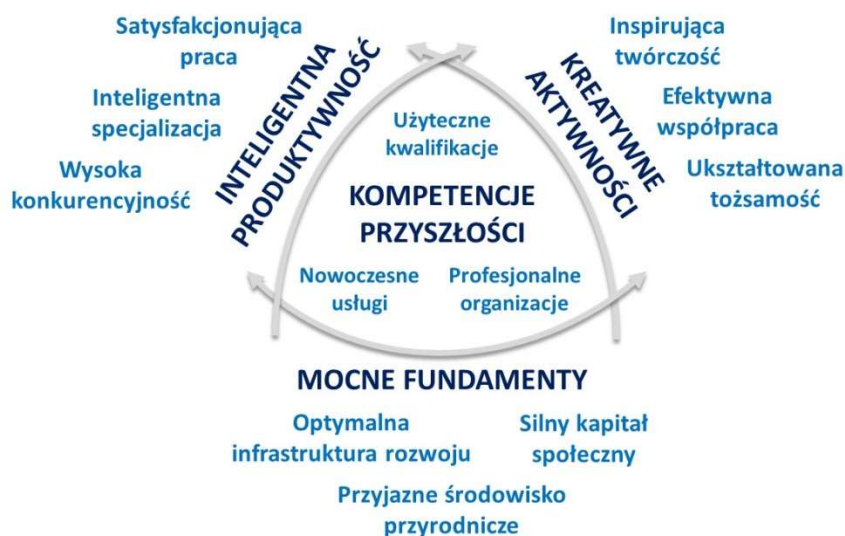 Satysfakcjonująca
praca
Inteligentna
specjalizacja
Wysoka
konkurencyjność
INTELIGENTNA
PRODUKTYWNOŚĆ
Inspirująca
twórczość
Efektywna
współpraca
Ukształtowana
tożsamość
KREATYWNE
AKTYWNOŚCI
Użyteczne
kwalifikacje
KOMPETENCJE
PRZYSZŁOŚCI
Nowoczesne
usługi
Profesjonalne
organizacje
MOCNE FUNDAMENTY
Optymalna
infrastruktura rozwoju
Silny kapitał
społeczny
Przyjazne środowisko
przyrodnicze